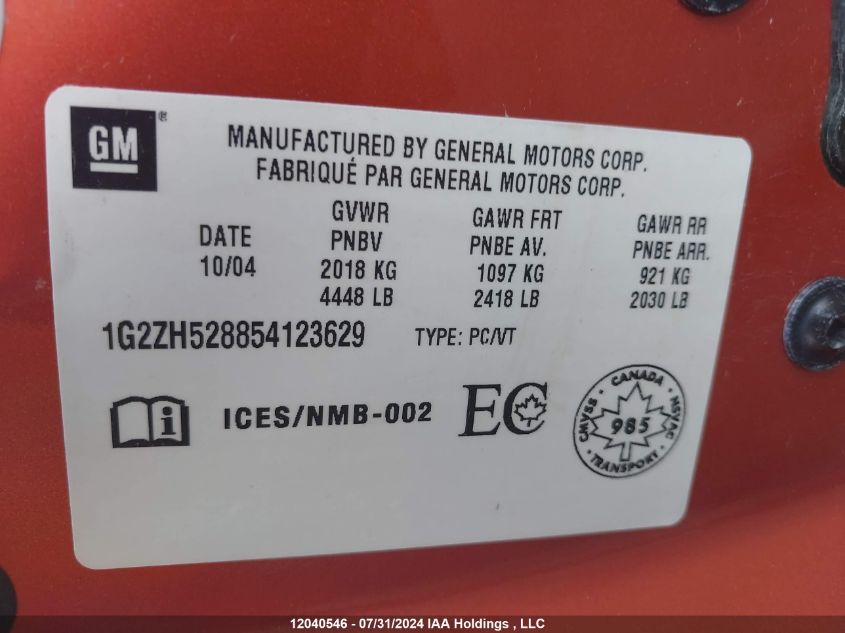 GM ®
MANUFACTURED BY GENERAL MOTORS CORP.
FABRIQUÉ PAR GENERAL MOTORS CORP.
DATE
10/04
GVWR
PNBV
2018 KG
4448 LB
GAWR FRT
PNBE AV.
1097 KG
2418 LB
GAWR RR
PNBE ARR.
921 KG
2030 LB
1G2ZH528854123629 TYPE: PC/VT
i ICES/NMB-002 EC
CMVSS · CANADA · NSVAC · TRANSPORT ·
985
12040546 - 07/31/2024 IAA Holdings , LLC